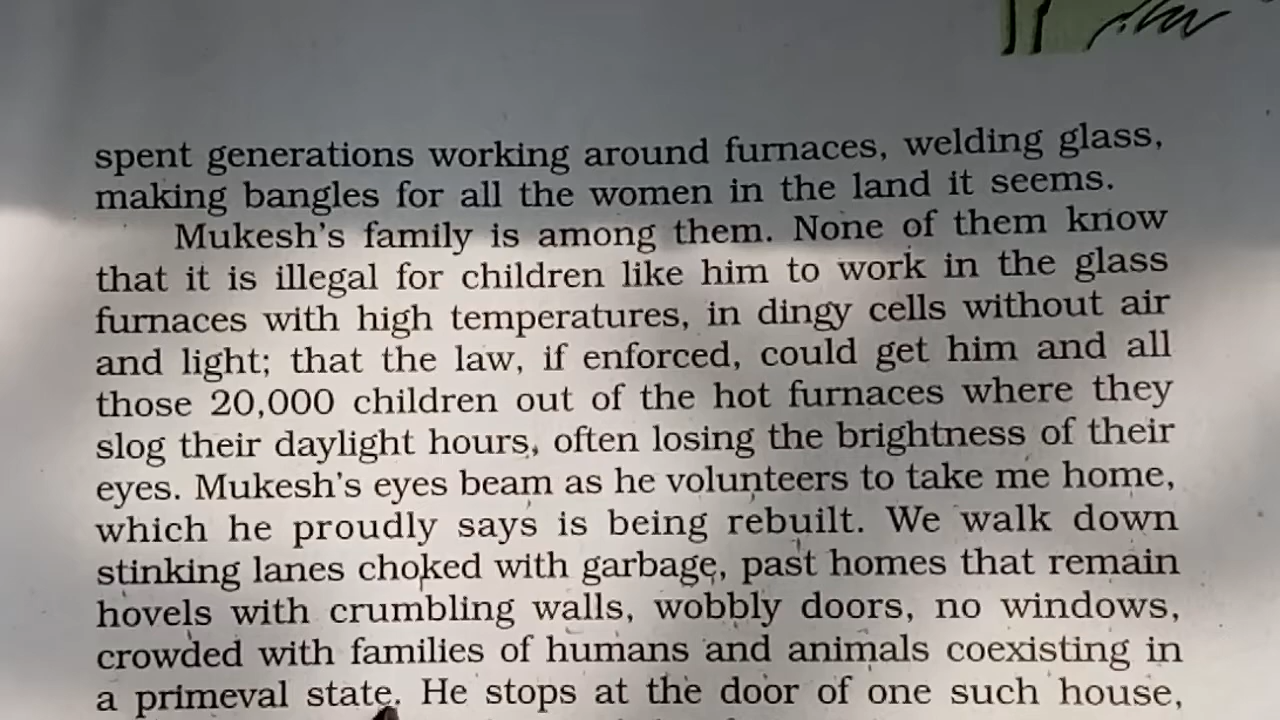 spent generations working around furnaces, welding glass,
making bangles for all the women in the land it seems.
Mukesh's family is among them. None of them know
that it is illegal for children like him to work in the glass
furnaces with high temperatures, in dingy cells without air
and light; that the law, if enforced, could get him and all
those 20,000 children out of the hot furnaces where they
slog their daylight hours, often losing the brightness of their
eyes. Mukesh's eyes beam as he volunteers to take me home,
which he proudly says is being rebuilt. We walk down
stinking lanes choked with garbage, past homes that remain
hovels with crumbling walls, wobbly doors, no windows,
crowded with families of humans and animals coexisting in
a primeval state. He stops at the door of one such house,